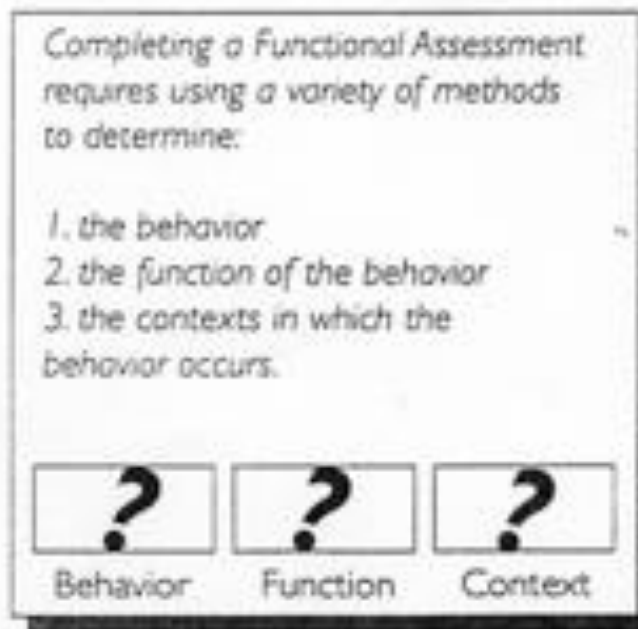 Completing a Functional Assessment
requires using a variety of methods
to determine:
1. the behavior
2. the function of the behavior
3. the contexts in which the
behavior occurs.
? ? ?
Behavior Function Context